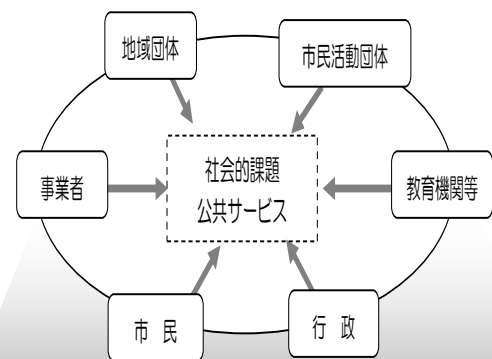 地域団体
市民活動団体
事業者
社会的課題
公共サービス
教育機関等
市 民
行 政